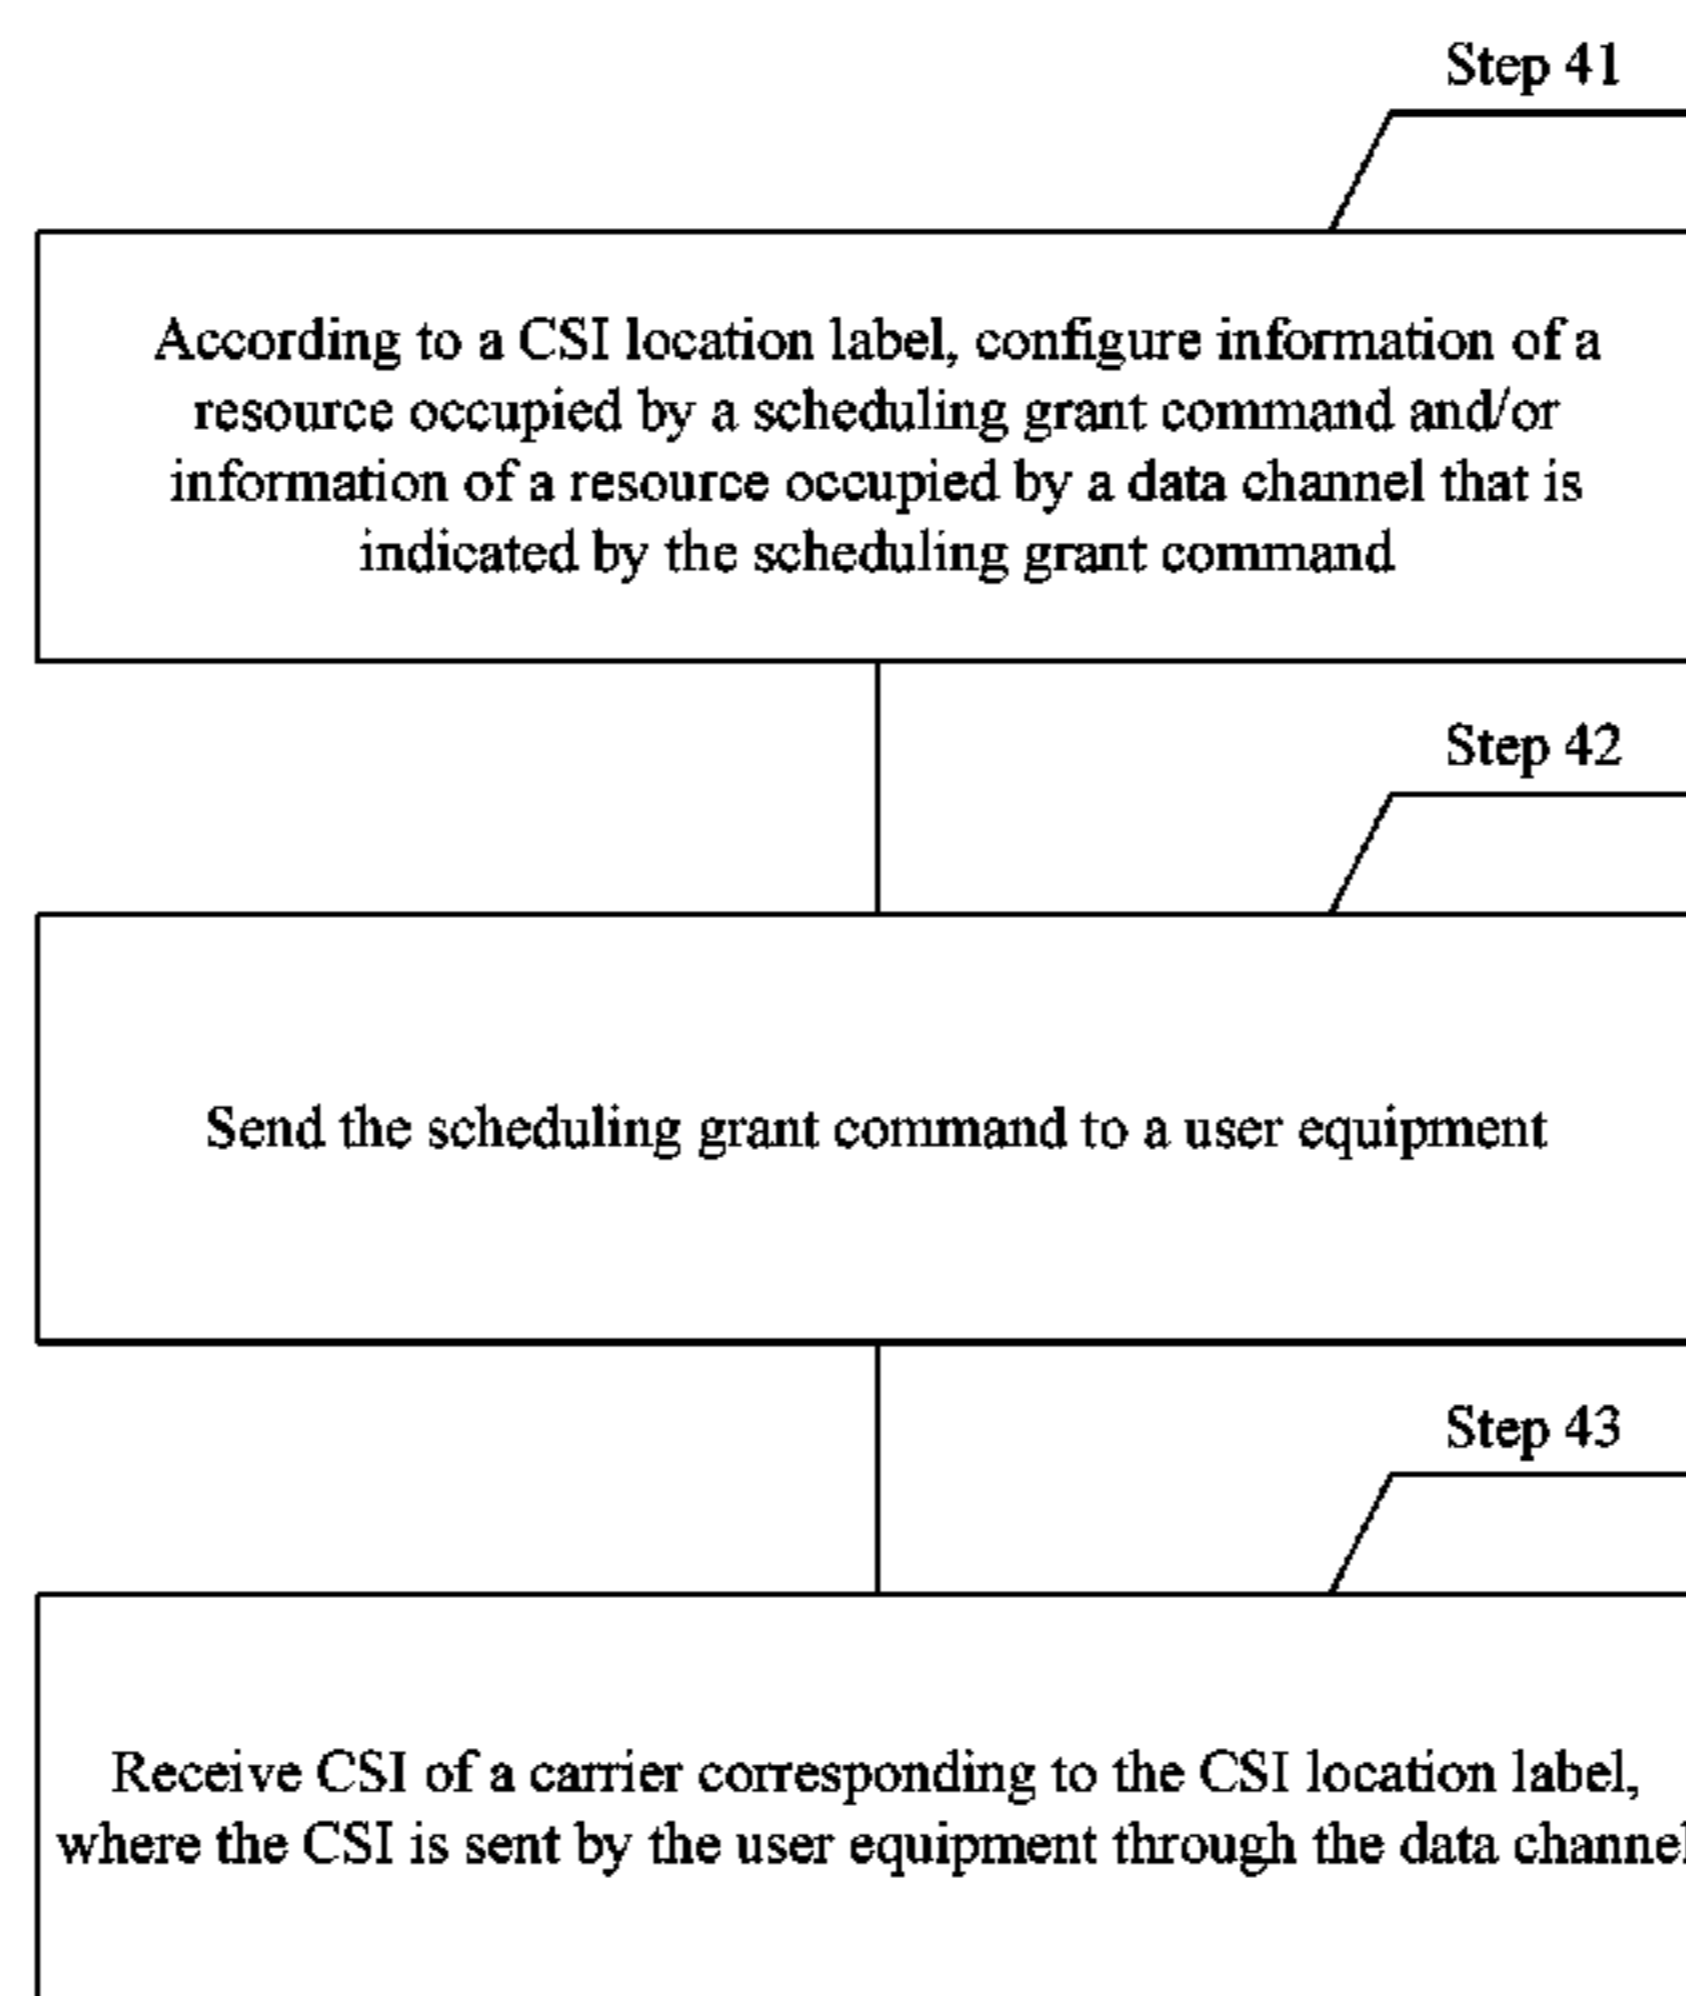 Step 41
According to a CSI location label, configure information of a
resource occupied by a scheduling grant command and/or
information of a resource occupied by a data channel that is
indicated by the scheduling grant command
Step 42
Send the scheduling grant command to a user equipment
Step 43
Receive CSI of a carrier corresponding to the CSI location label,
where the CSI is sent by the user equipment through the data channel